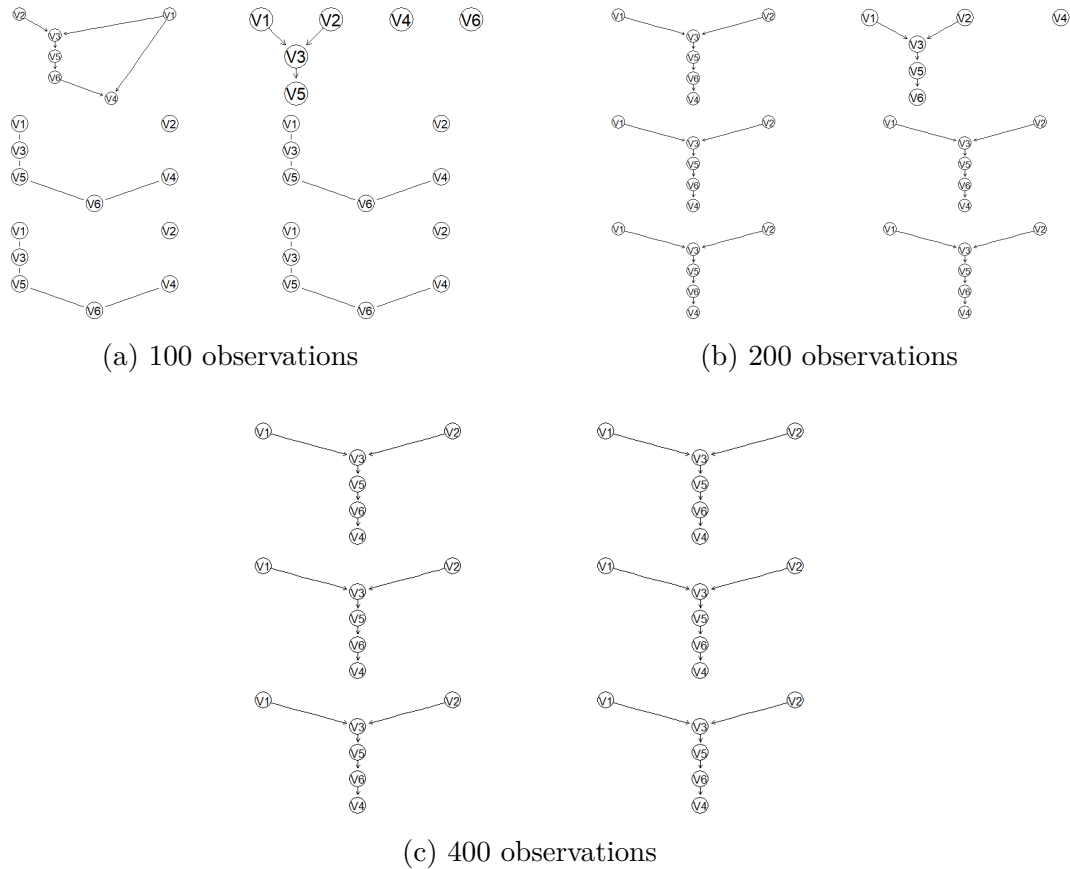 V2 V1 V1 V2 V4 V6
V3 V3
V5
V6 V5
V4
V1 V2 V1 V2
V3 V3
V5 V4 V5 V4
V6 V6
V1 V2 V1 V2
V3 V3
V5 V4 V5 V4
V6 V6
(a) 100 observations
V1 V2 V1 V2 V4
V3 V3
V5 V5
V6 V6
V4
V1 V2 V1 V2
V3 V3
V5 V5
V6 V6
V4 V4
V1 V2 V1 V2
V3 V3
V5 V5
V6 V6
V4 V4
(b) 200 observations
V1 V2 V1 V2
V3 V3
V5 V5
V6 V6
V4 V4
V1 V2 V1 V2
V3 V3
V5 V5
V6 V6
V4 V4
V1 V2 V1 V2
V3 V3
V5 V5
V6 V6
V4 V4
(c) 400 observations